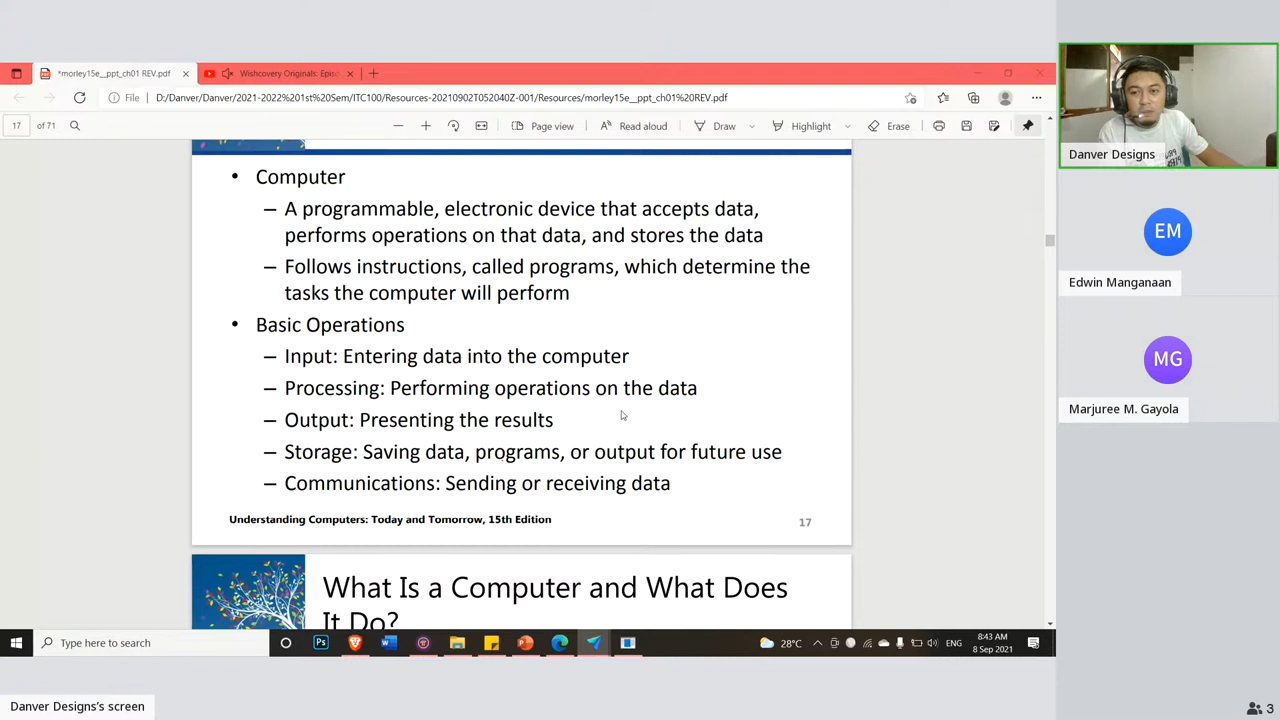 *morley15e__ppt_ch01 REV.pdf
Wishcovery Originals: Epis
File
D:/Danver/Danver/2021-2022%201st%20Sem/ITC100/Resources-20210902T052040Z-001/Resources/morley15e__ppt_ch01%20REV.pdf
17 of 71
Page view
Read aloud
Draw
Highlight
Erase
• Computer
– A programmable, electronic device that accepts data,
performs operations on that data, and stores the data
– Follows instructions, called programs, which determine the
tasks the computer will perform
• Basic Operations
– Input: Entering data into the computer
– Processing: Performing operations on the data
– Output: Presenting the results
– Storage: Saving data, programs, or output for future use
– Communications: Sending or receiving data
Understanding Computers: Today and Tomorrow, 15th Edition
17
What Is a Computer and What Does
It Do?
Type here to search
28°C
ENG
8:43 AM
8 Sep 2021
Danver Designs's screen
Danver Designs
EM
Edwin Manganaan
MG
Marjuree M. Gayola
3